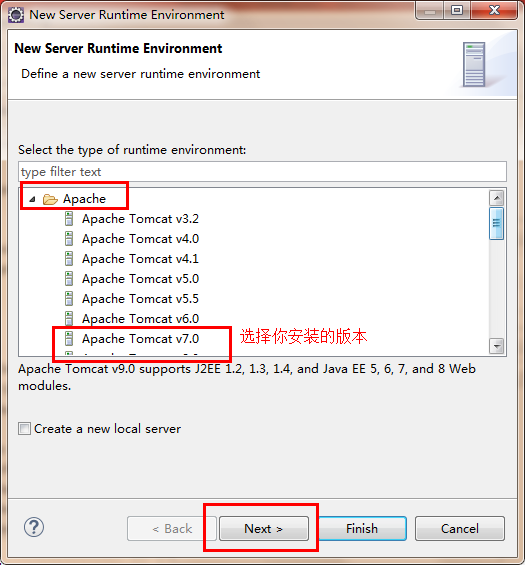 New Server Runtime Environment
New Server Runtime Environment
Define a new server runtime environment
Select the type of runtime environment:
type filter text
Apache
Apache Tomcat v3.2
Apache Tomcat v4.0
Apache Tomcat v4.1
Apache Tomcat v5.0
Apache Tomcat v5.5
Apache Tomcat v6.0
Apache Tomcat v7.0 选择你安装的版本
Apache Tomcat v9.0 supports J2EE 1.2, 1.3, 1.4, and Java EE 5, 6, 7, and 8 Web
modules.
Create a new local server
? < Back Next > Finish Cancel